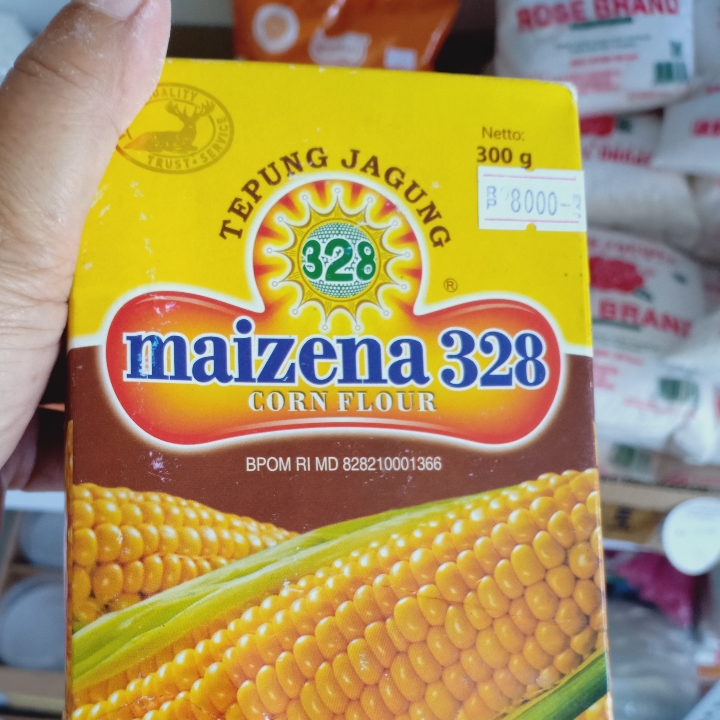 QUALITY
TRUST • SERVICE
Netto:
300 g
RP 8000-
TEPUNG JAGUNG
328
®
maizena 328
CORN FLOUR
BPOM RI MD 828210001366
ROSE BRAND
BRAND